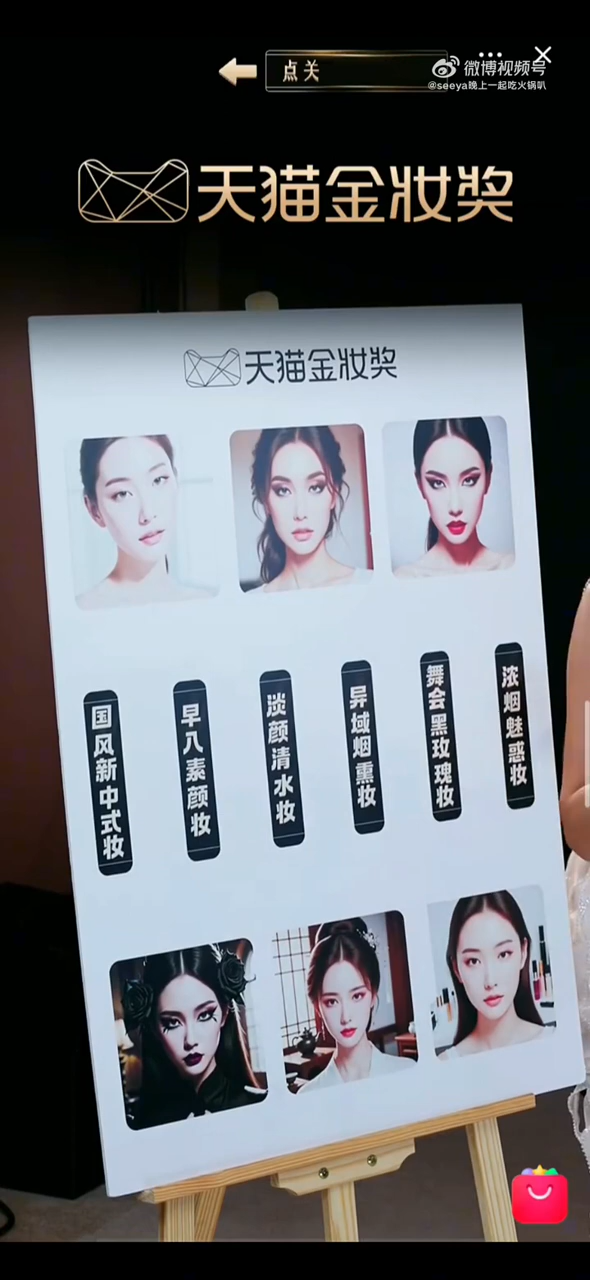 点关
微博视频号
@seeya晚上一起吃火锅叭
天猫金妆奖
天猫金妆奖
国风新中式妆
早八素颜妆
淡颜清水妆
异域烟熏妆
舞会黑玫瑰妆
浓烟魅惑妆